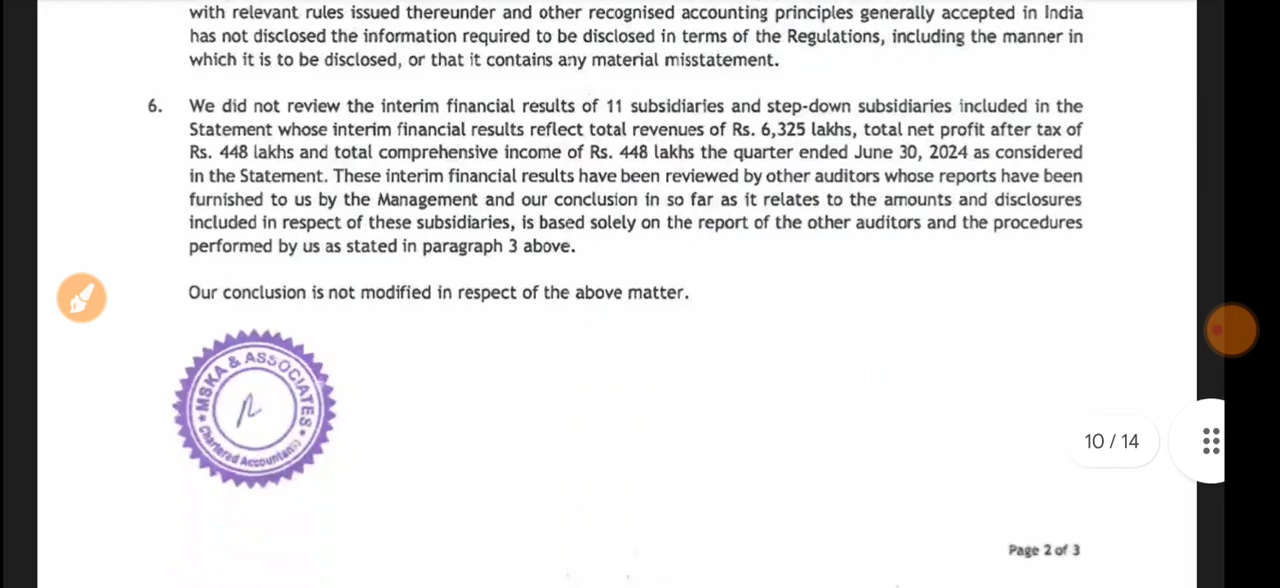 with relevant rules issued thereunder and other recognised accounting principles generally accepted in India
has not disclosed the information required to be disclosed in terms of the Regulations, including the manner in
which it is to be disclosed, or that it contains any material misstatement.
6. We did not review the interim financial results of 11 subsidiaries and step-down subsidiaries included in the
Statement whose interim financial results reflect total revenues of Rs. 6,325 lakhs, total net profit after tax of
Rs. 448 lakhs and total comprehensive income of Rs. 448 lakhs the quarter ended June 30, 2024 as considered
in the Statement. These interim financial results have been reviewed by other auditors whose reports have been
furnished to us by the Management and our conclusion in so far as it relates to the amounts and disclosures
included in respect of these subsidiaries, is based solely on the report of the other auditors and the procedures
performed by us as stated in paragraph 3 above.
Our conclusion is not modified in respect of the above matter.
MSKA & ASSOCIATES
Chartered Accountants
10 / 14
Page 2 of 3